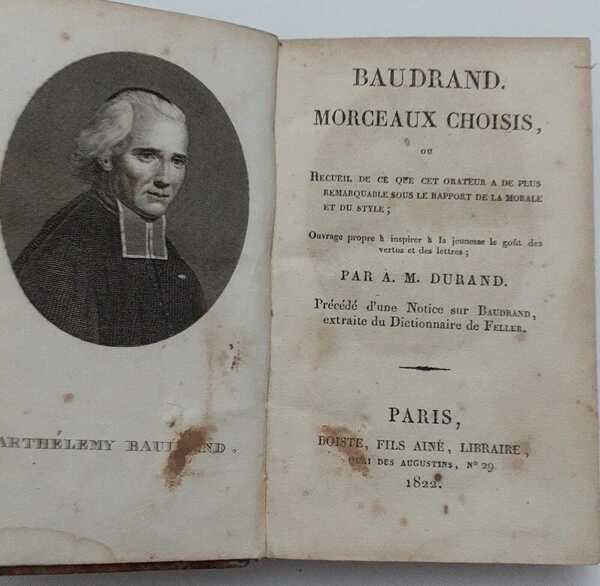 ARTHÉLEMY BAUDRAND.
BAUDRAND.
MORCEAUX CHOISIS,
OU
RECUEIL DE CE QUE CET ORATEUR A DE PLUS
REMARQUABLE SOUS LE RAPPORT DE LA MORALE
ET DU STYLE ;
Ouvrage propre à inspirer à la jeunesse le goût des
vertus et des lettres ;
PAR A. M. DURAND.
Précédé d'une Notice sur BAUDRAND,
extraite du Dictionnaire de FELLER.
PARIS,
BOISTE, FILS AINÉ, LIBRAIRE,
QUAI DES AUGUSTINS, N° 29.
1822.